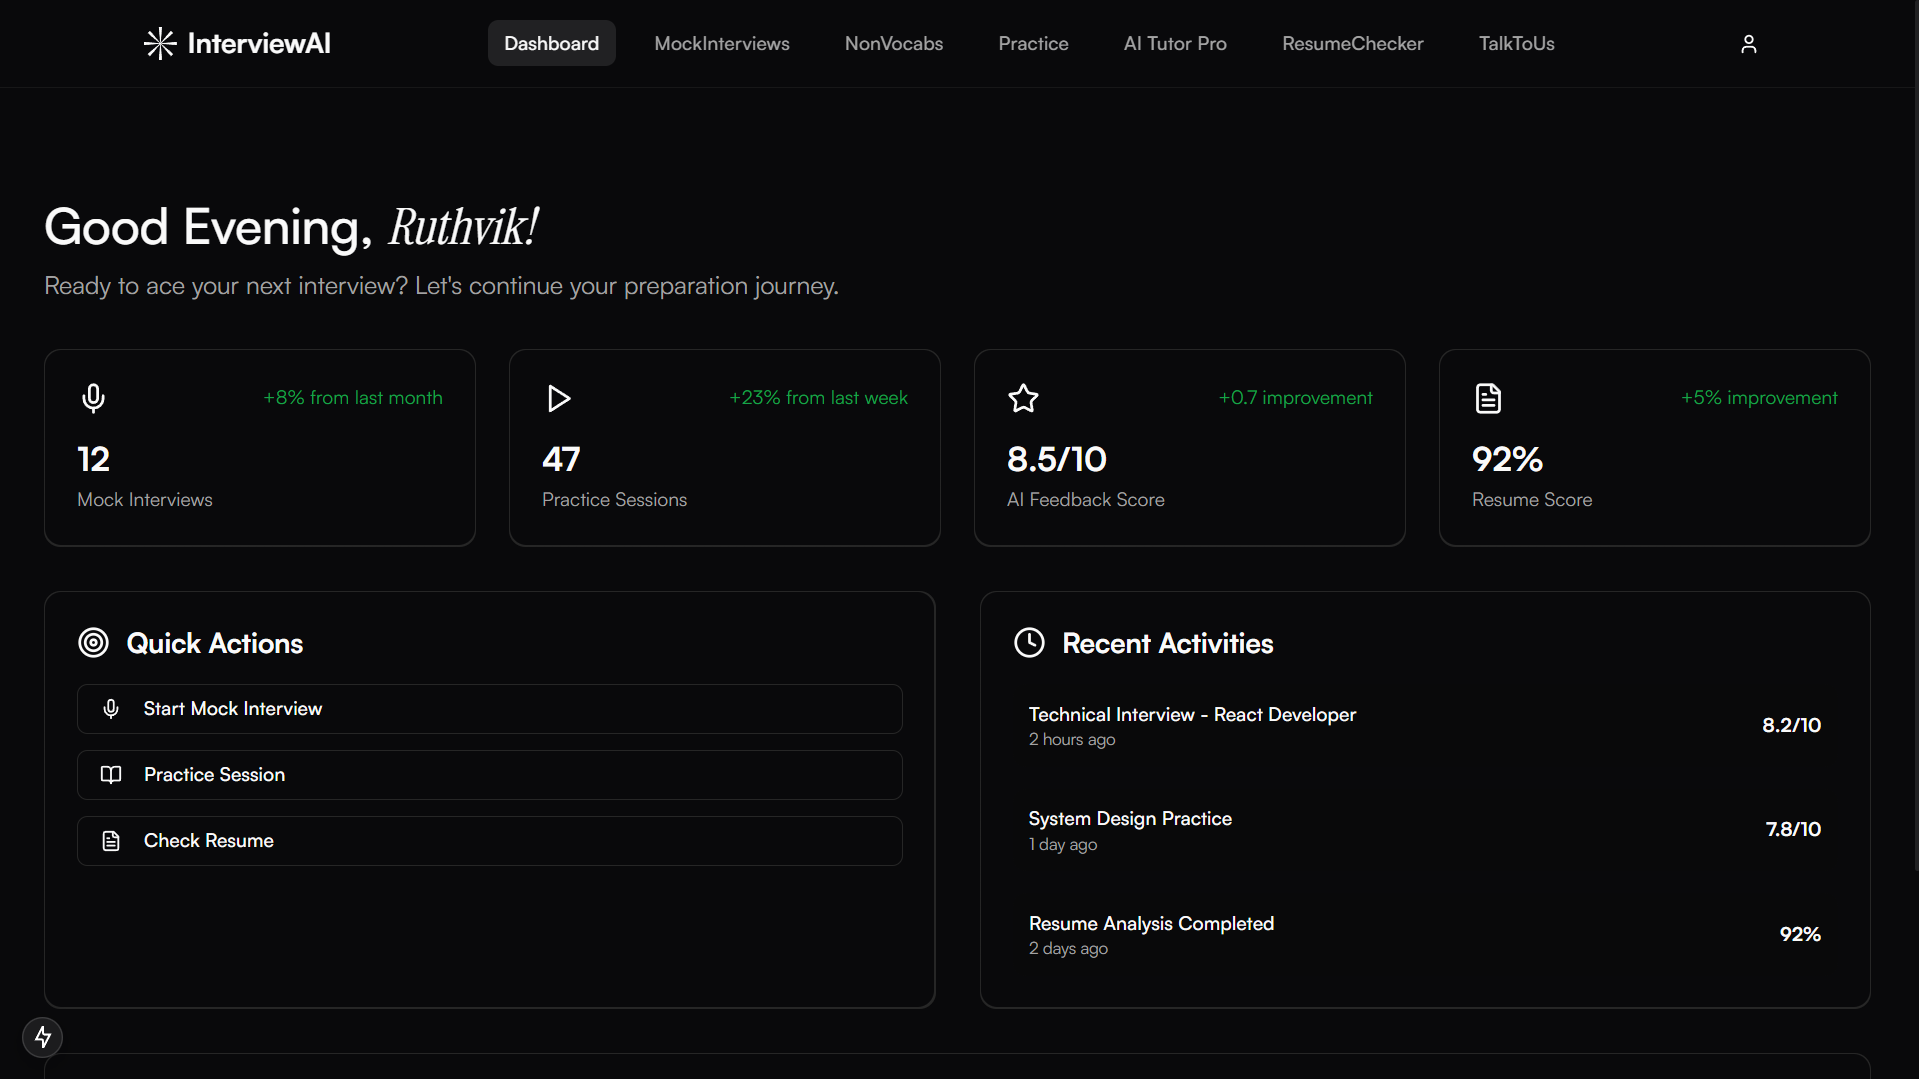 InterviewAI
Dashboard
MockInterviews
NonVocabs
Practice
AI Tutor Pro
ResumeChecker
TalkToUs
Good Evening, Ruthvik!
Ready to ace your next interview? Let's continue your preparation journey.
+8% from last month
12
Mock Interviews
+23% from last week
47
Practice Sessions
+0.7 improvement
8.5/10
AI Feedback Score
+5% improvement
92%
Resume Score
Quick Actions
Start Mock Interview
Practice Session
Check Resume
Recent Activities
Technical Interview - React Developer
2 hours ago
8.2/10
System Design Practice
1 day ago
7.8/10
Resume Analysis Completed
2 days ago
92%